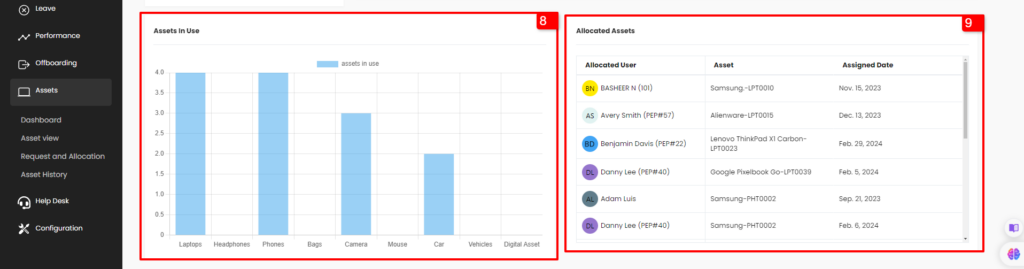 Leave
Performance
Offboarding
Assets
Dashboard
Asset view
Request and Allocation
Asset History
Help Desk
Configuration
8
Assets In Use
assets in use
4.0
3.5
3.0
2.5
2.0
1.5
1.0
0.5
0
Laptops Headphones Phones Bags Camera Mouse Car Vehicles Digital Asset
9
Allocated Assets
Allocated User Asset Assigned Date
BN BASHEER N (101) Samsung.-LPT0010 Nov. 15, 2023
AS Avery Smith (PEP#57) Alienware-LPT0015 Dec. 13, 2023
BD Benjamin Davis (PEP#22) Lenovo ThinkPad X1 Carbon-
LPT0023 Feb. 29, 2024
DL Danny Lee (PEP#40) Google Pixelbook Go-LPT0039 Feb. 5, 2024
AL Adam Luis Samsung-PHT0002 Sep. 21, 2023
DL Danny Lee (PEP#40) Samsung-PHT0002 Feb. 6, 2024